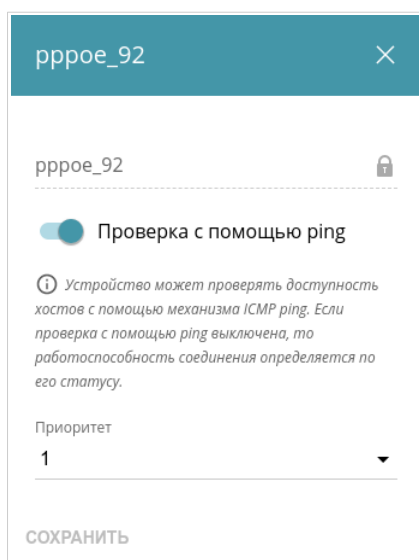 pppoe_92
pppoe_92
Проверка с помощью ping
Устройство может проверять доступность
хостов с помощью механизма ICMP ping. Если
проверка с помощью ping выключена, то
работоспособность соединения определяется по
его статусу.
Приоритет
1
СОХРАНИТЬ